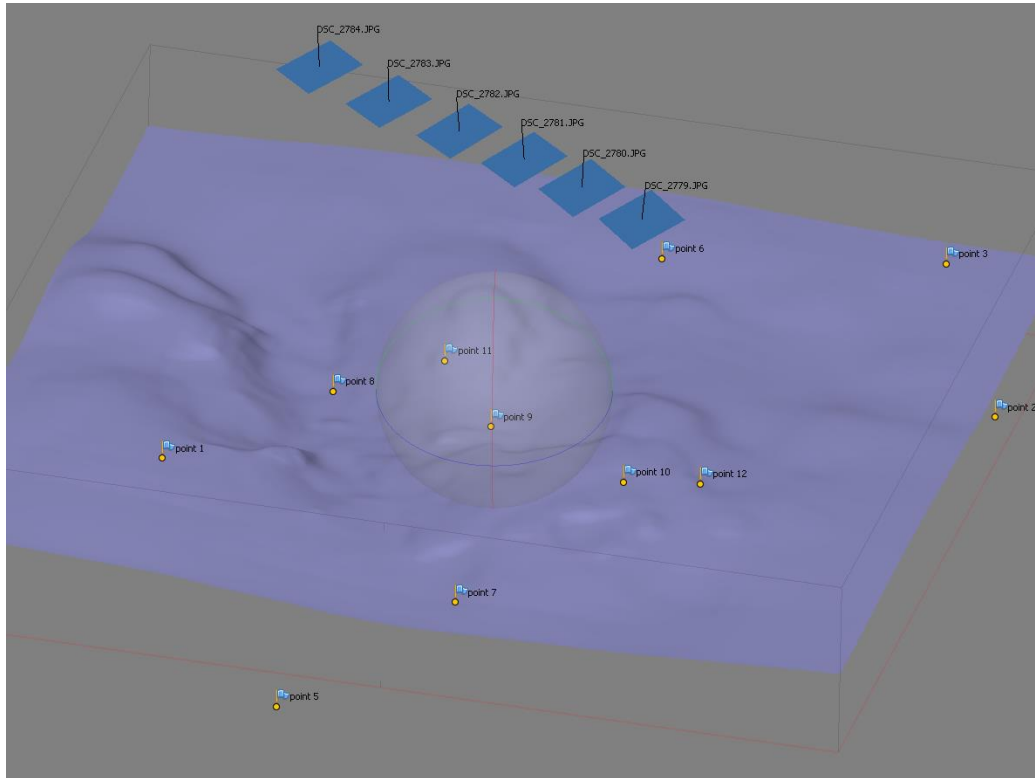 DSC_2784.JPG
DSC_2783.JPG
DSC_2782.JPG
DSC_2781.JPG
DSC_2780.JPG
DSC_2779.JPG
point 6
point 3
point 11
point 8
point 2
point 9
point 1
point 10
point 12
point 7
point 5